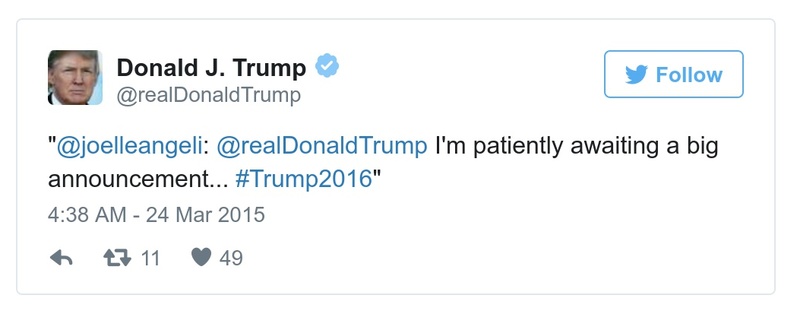 Donald J. Trump
Follow
@realDonaldTrump
"@joelleangeli: @realDonaldTrump I'm patiently awaiting a big
announcement... #Trump2016"
4:38 AM - 24 Mar 2015
11 49